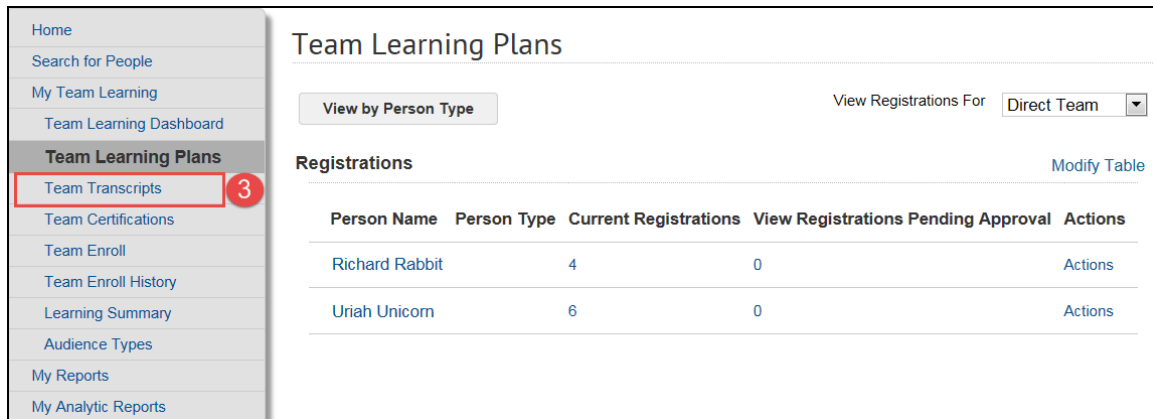 Home
Search for People
My Team Learning
Team Learning Dashboard
Team Learning Plans
Team Transcripts
3
Team Certifications
Team Enroll
Team Enroll History
Learning Summary
Audience Types
My Reports
My Analytic Reports
Team Learning Plans
View by Person Type
View Registrations For Direct Team
Registrations
Modify Table
Person Name Person Type Current Registrations View Registrations Pending Approval Actions
Richard Rabbit 4 0 Actions
Uriah Unicorn 6 0 Actions